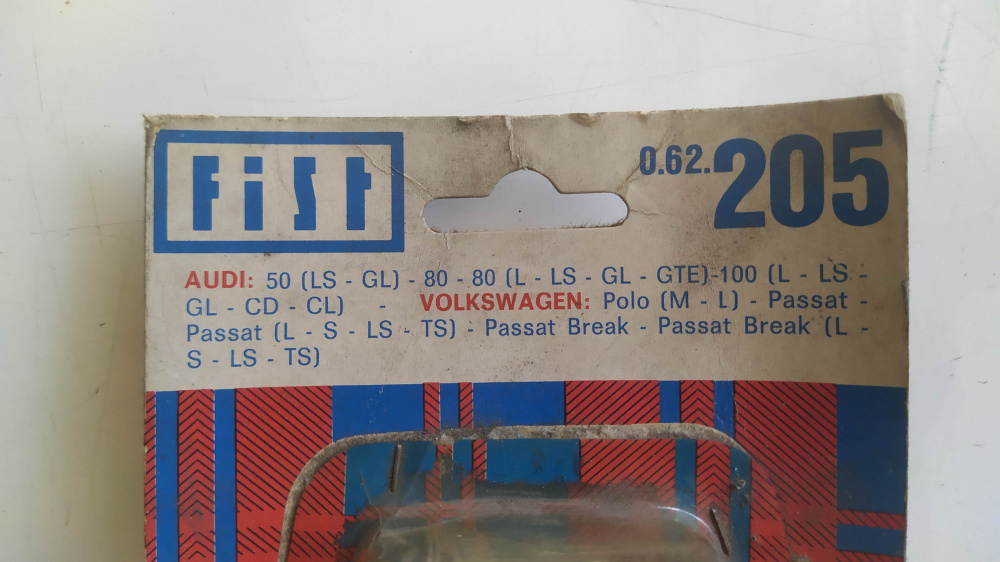 FiSt
0.62.205
AUDI: 50 (LS - GL) - 80 - 80 (L - LS - GL - GTE)-100 (L - LS -
GL - CD - CL) - VOLKSWAGEN: Polo (M - L) - Passat -
Passat (L - S - LS - TS) - Passat Break - Passat Break (L -
S - LS - TS)